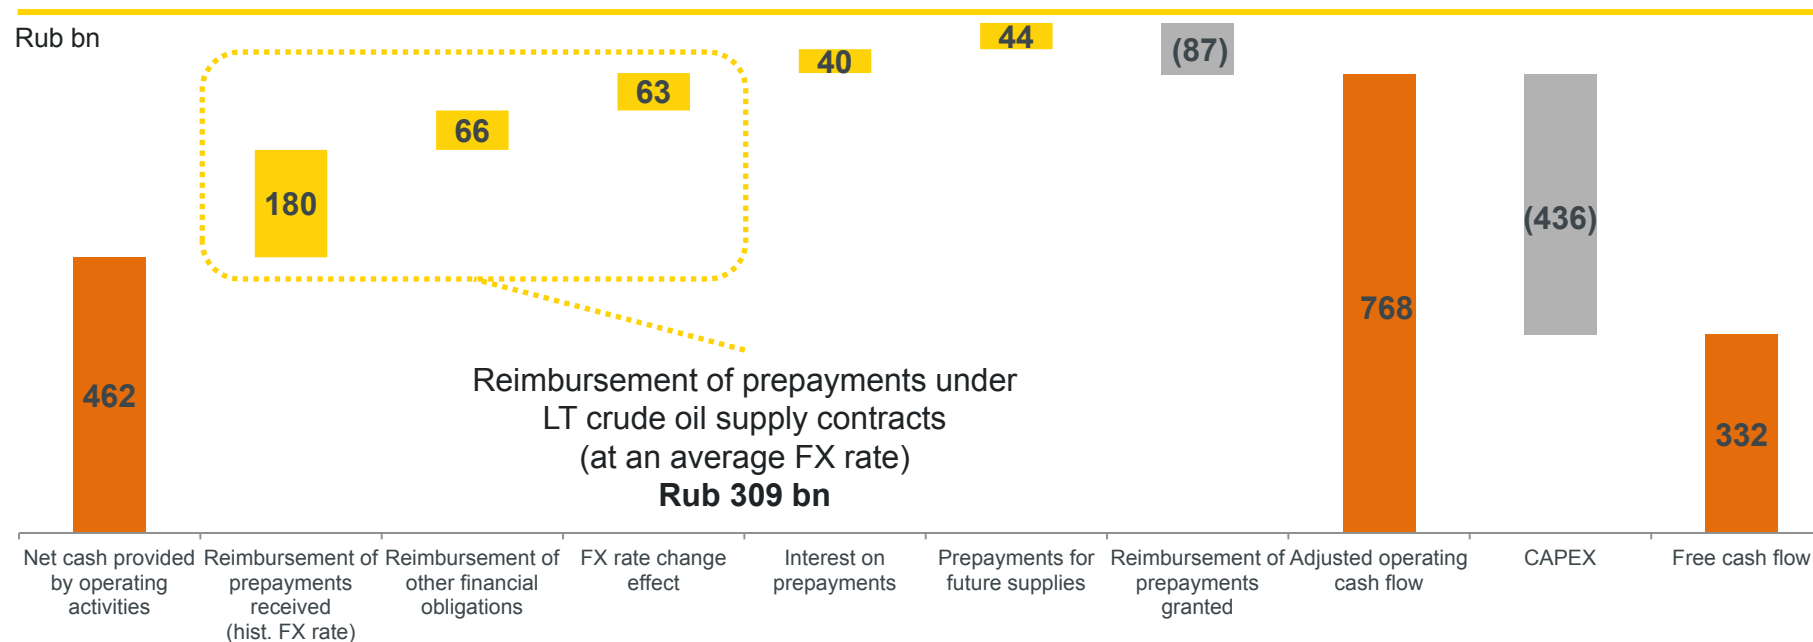 Rub bn
462
180
66
63
40
44
(87)
768
(436)
332
Reimbursement of prepayments under
LT crude oil supply contracts
(at an average FX rate)
Rub 309 bn
Net cash provided
by operating
activities
Reimbursement of
prepayments
received
(hist. FX rate)
Reimbursement of
other financial
obligations
FX rate change
effect
Interest on
prepayments
Prepayments for
future supplies
Reimbursement of
prepayments
granted
Adjusted operating
cash flow
CAPEX
Free cash flow